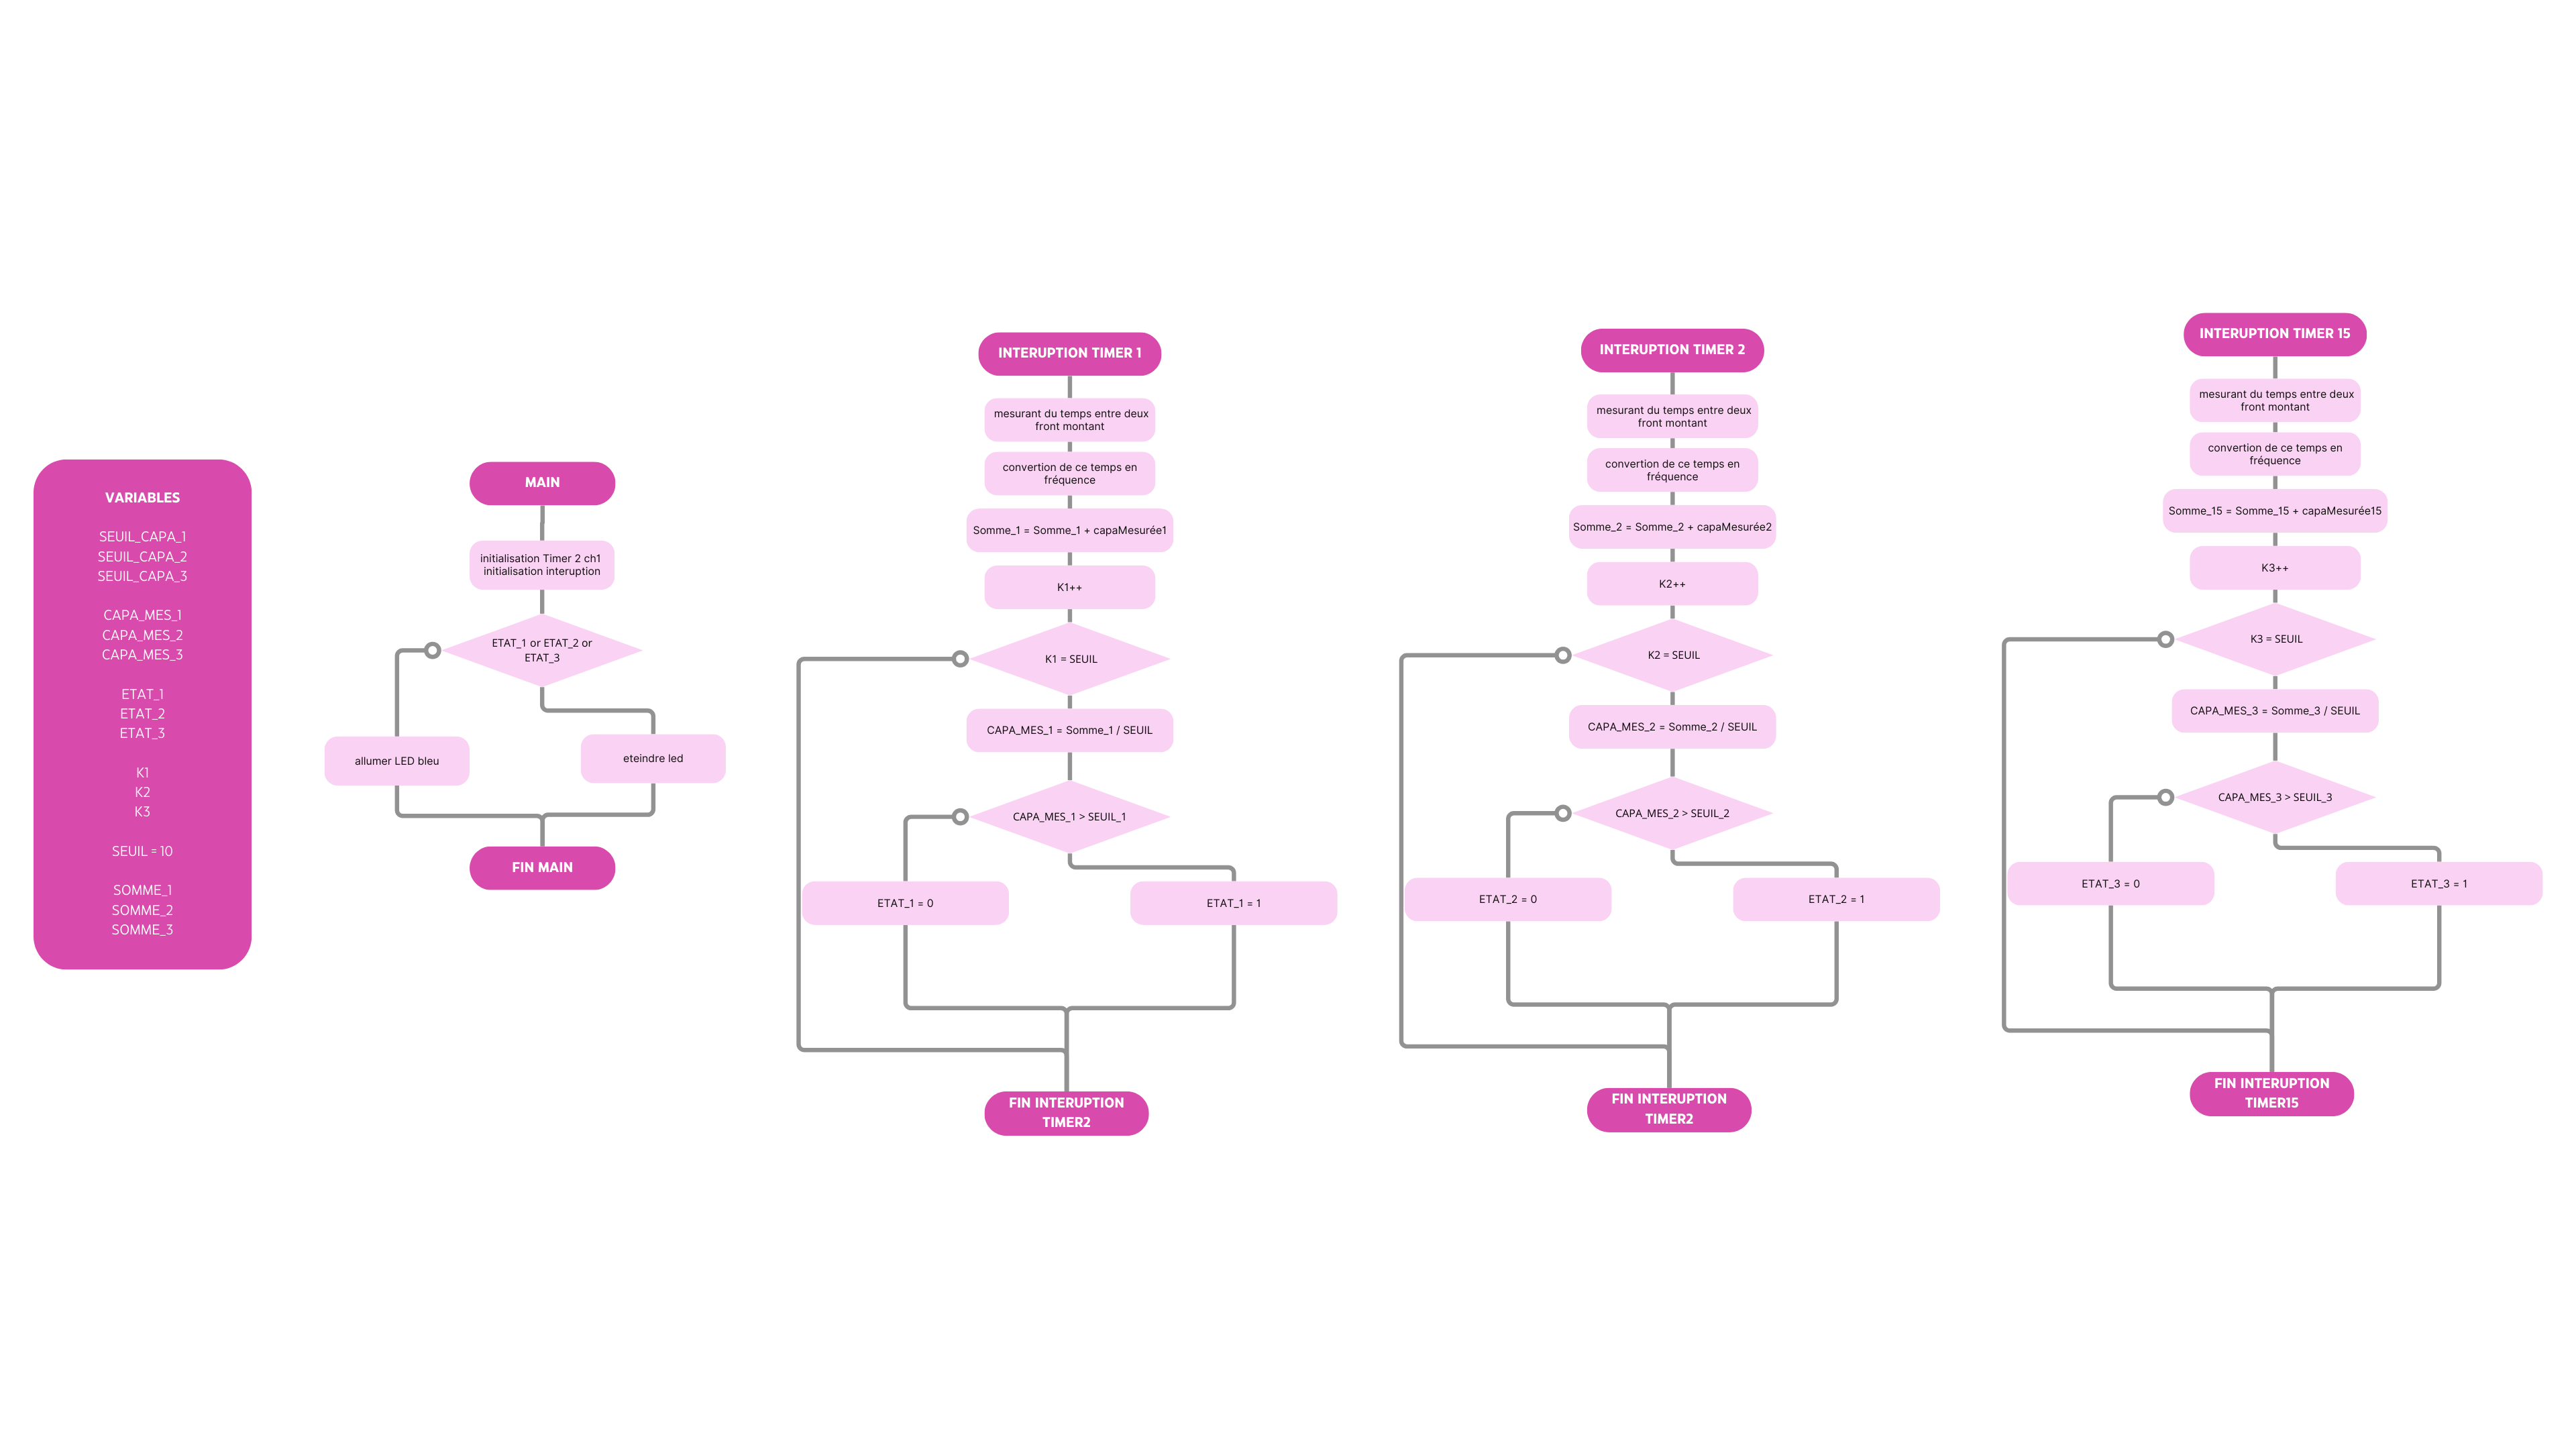 VARIABLES
SEUIL_CAPA_1
SEUIL_CAPA_2
SEUIL_CAPA_3
CAPA_MES_1
CAPA_MES_2
CAPA_MES_3
ETAT_1
ETAT_2
ETAT_3
K1
K2
K3
SEUIL = 10
SOMME_1
SOMME_2
SOMME_3
MAIN
initialisation Timer 2 ch1
initialisation interuption
ETAT_1 or ETAT_2 or
ETAT_3
allumer LED bleu
eteindre led
FIN MAIN
INTERUPTION TIMER 1
mesurant du temps entre deux
front montant
convertion de ce temps en
fréquence
Somme_1 = Somme_1 + capaMesurée1
K1++
K1 = SEUIL
CAPA_MES_1 = Somme_1 / SEUIL
CAPA_MES_1 > SEUIL_1
ETAT_1 = 0
ETAT_1 = 1
FIN INTERUPTION
TIMER2
INTERUPTION TIMER 2
mesurant du temps entre deux
front montant
convertion de ce temps en
fréquence
Somme_2 = Somme_2 + capaMesurée2
K2++
K2 = SEUIL
CAPA_MES_2 = Somme_2 / SEUIL
CAPA_MES_2 > SEUIL_2
ETAT_2 = 0
ETAT_2 = 1
FIN INTERUPTION
TIMER2
INTERUPTION TIMER 15
mesurant du temps entre deux
front montant
convertion de ce temps en
fréquence
Somme_15 = Somme_15 + capaMesurée15
K3++
K3 = SEUIL
CAPA_MES_3 = Somme_3 / SEUIL
CAPA_MES_3 > SEUIL_3
ETAT_3 = 0
ETAT_3 = 1
FIN INTERUPTION
TIMER15